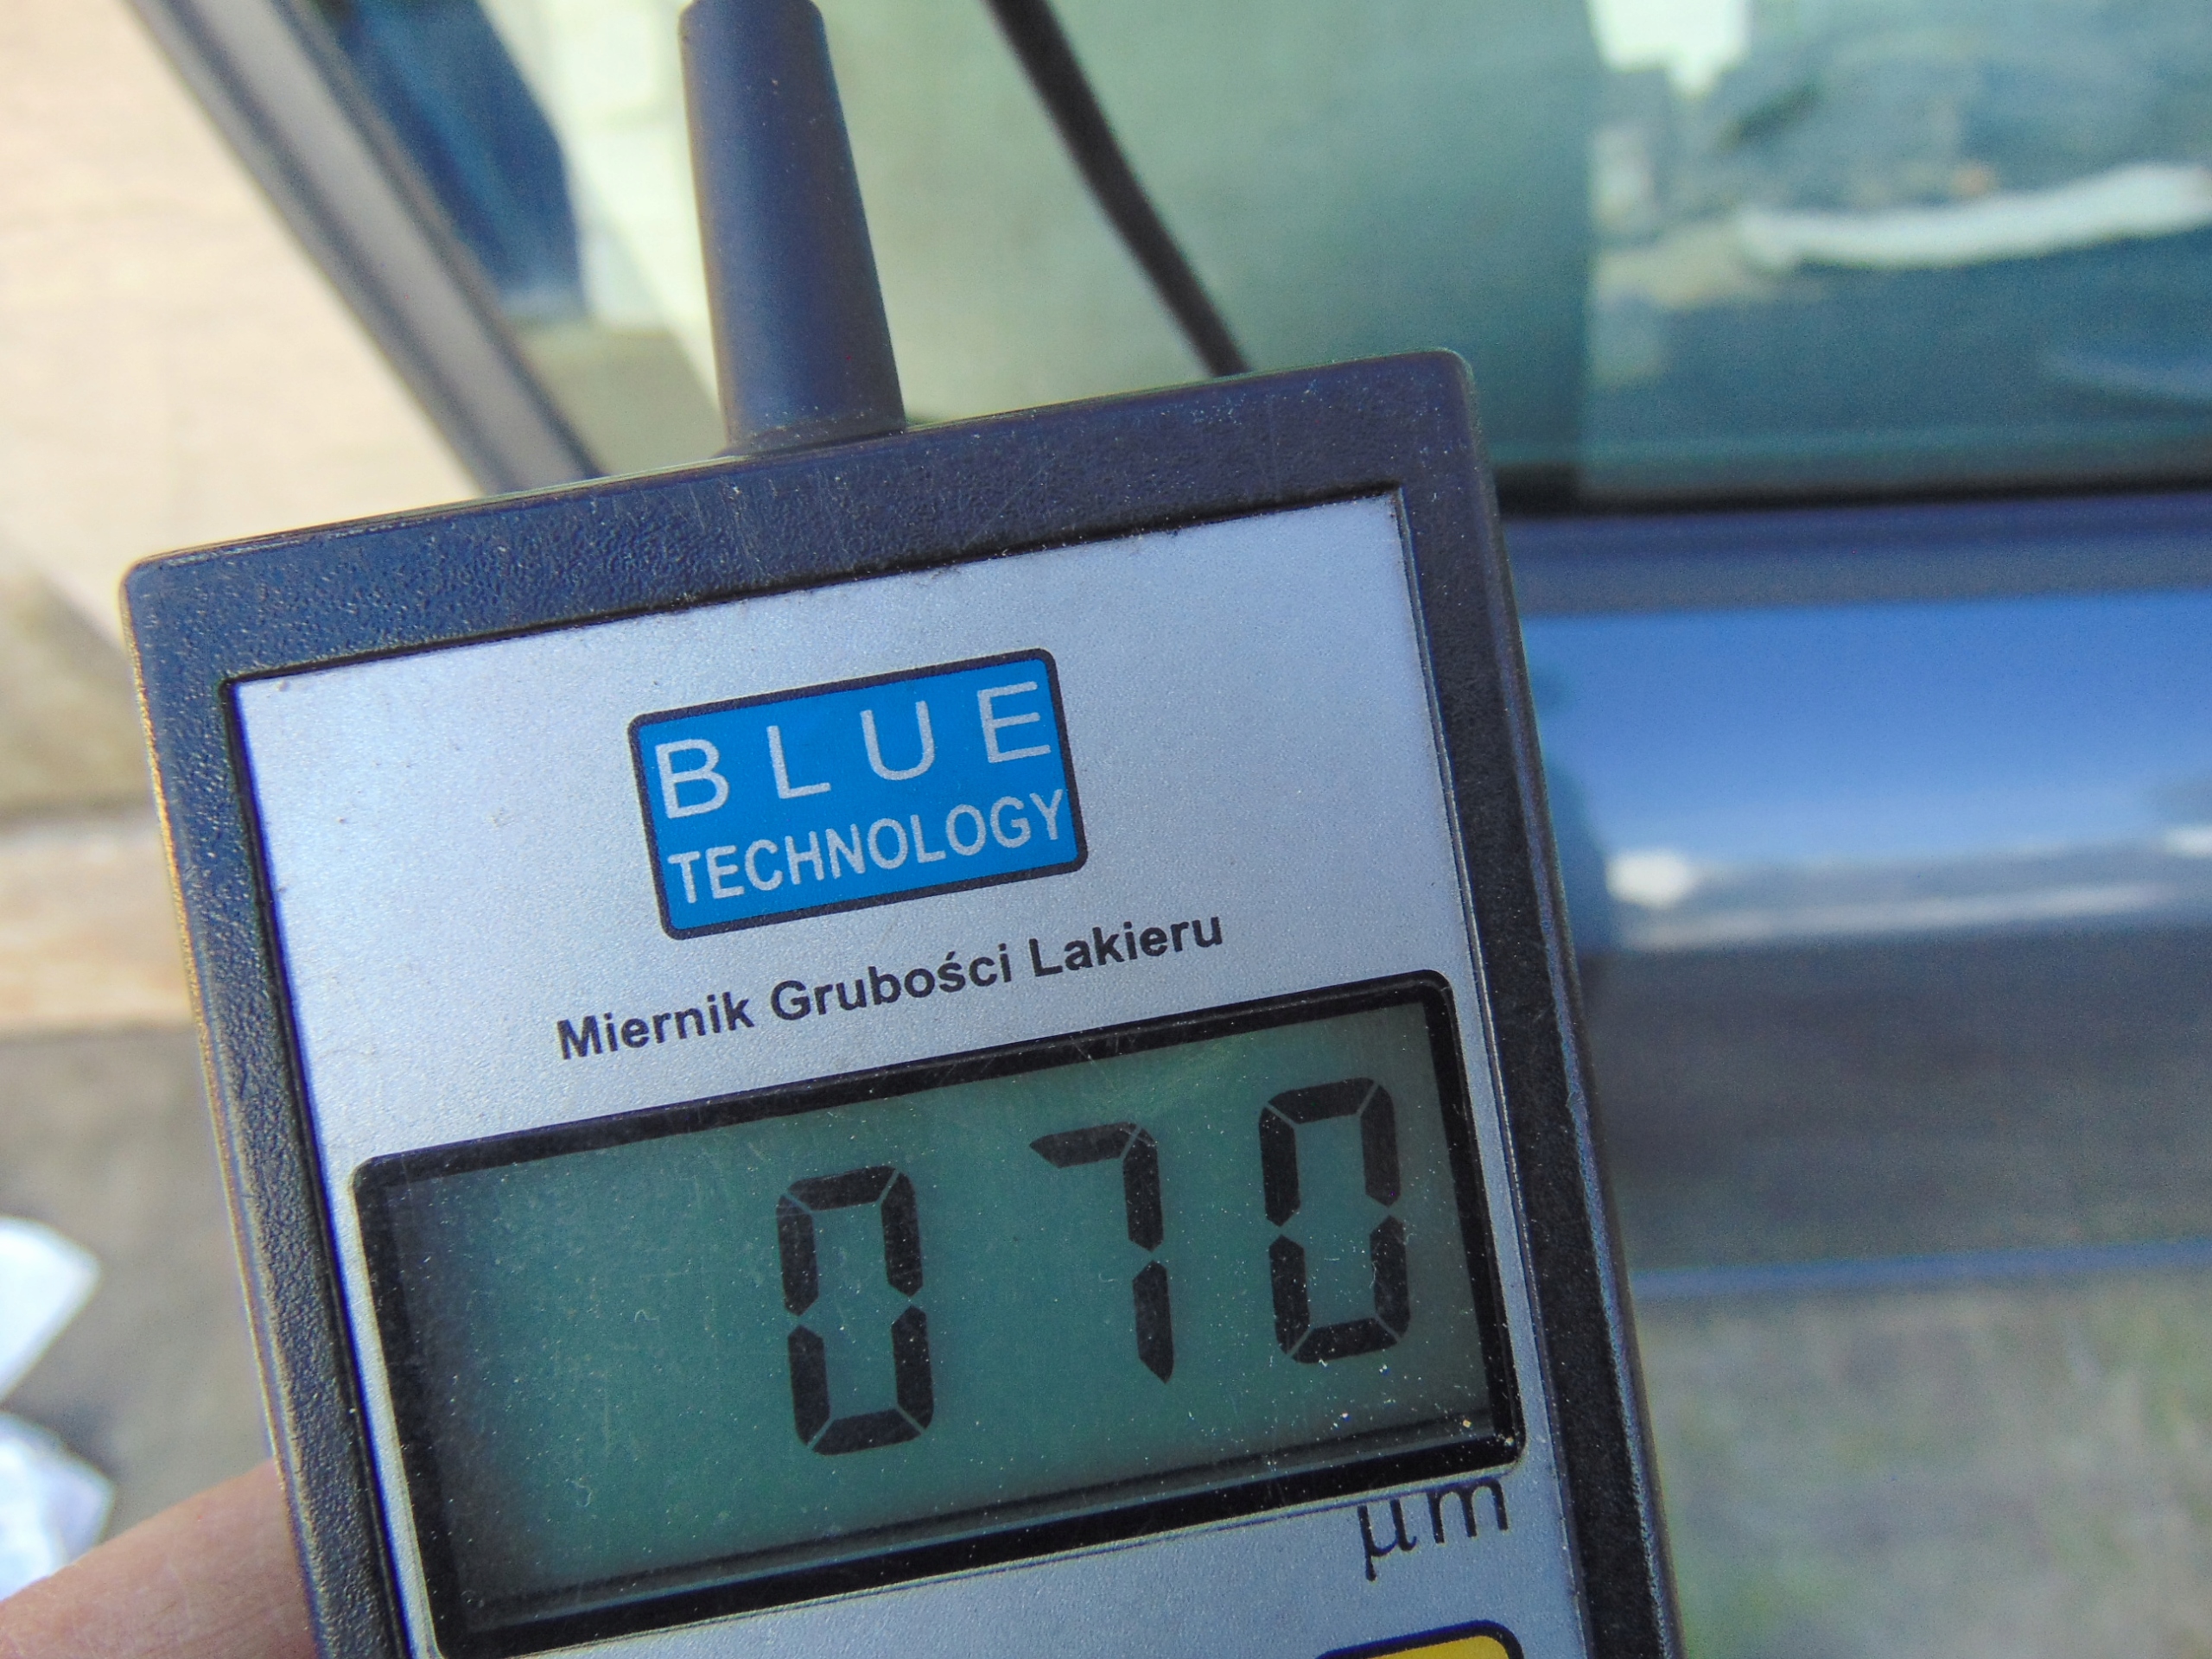 BLUE
TECHNOLOGY
Miernik Grubości Lakieru
070
μm